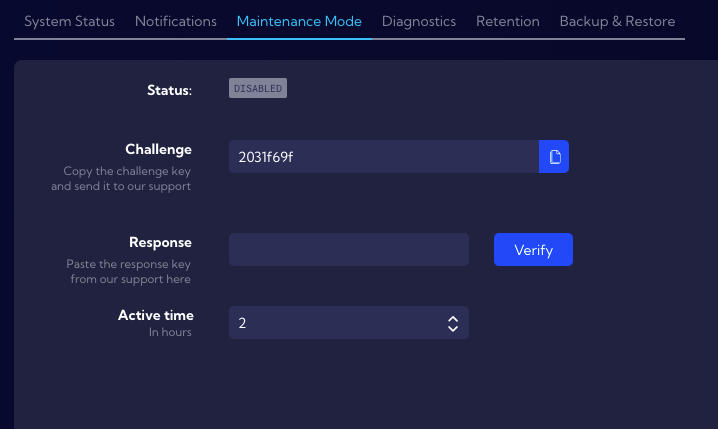 System Status Notifications Maintenance Mode Diagnostics Retention Backup & Restore
Status: DISABLED
Challenge 2031f69f
Copy the challenge key
and send it to our support
Response Verify
Paste the response key
from our support here
Active time 2
In hours